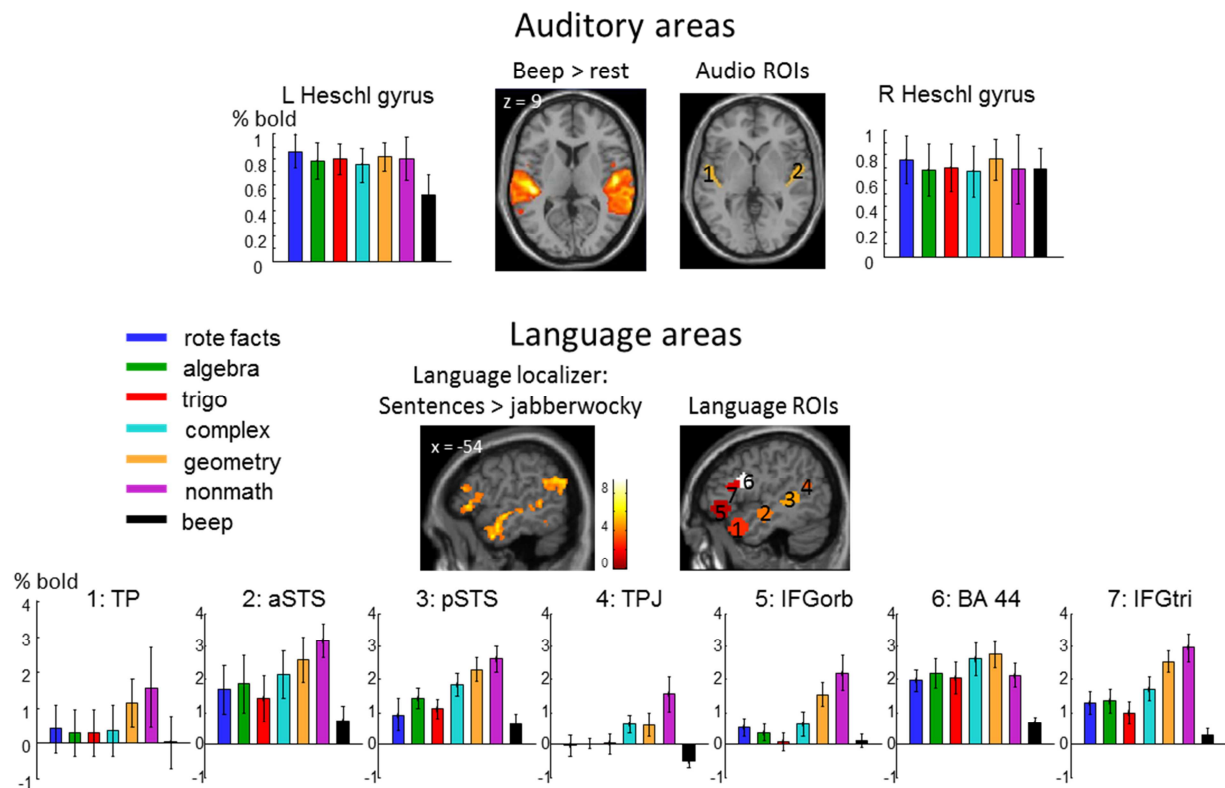 Auditory areas
Beep > rest
Audio ROIs
L Heschl gyrus
R Heschl gyrus
% bold
z = 9
1
0.8
0.6
0.4
0.2
0
1 2
1
0.8
0.6
0.4
0.2
0
Language areas
rote facts
algebra
trigo
complex
geometry
nonmath
beep
Language localizer:
Sentences > jabberwocky
Language ROIs
x = -54
8
4
0
6
7
4
3
5
2
1
% bold
1: TP
2: aSTS
3: pSTS
4: TPJ
5: IFGorb
6: BA 44
7: IFGtri
4
3
2
1
0
-1
4
3
2
1
0
-1
4
3
2
1
0
-1
4
3
2
1
0
-1
4
3
2
1
0
-1
4
3
2
1
0
-1
4
3
2
1
0
-1